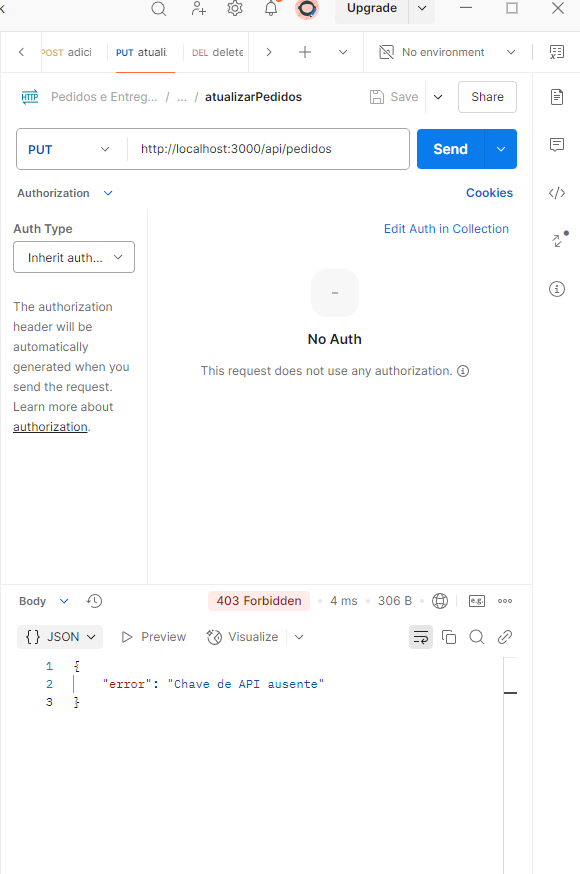 Upgrade
POST adici
PUT atuali
DEL delete
No environment
HTTP
Pedidos e Entreg... / ... / atualizarPedidos
Save
Share
PUT
http://localhost:3000/api/pedidos
Send
Authorization
Cookies
Auth Type
Inherit auth...
The authorization
header will be
automatically
generated when you
send the request.
Learn more about
authorization.
Edit Auth in Collection
No Auth
This request does not use any authorization.
Body
403 Forbidden • 4 ms • 306 B
e.g.
{} JSON
Preview
Visualize
1 {
2 "error": "Chave de API ausente"
3 }